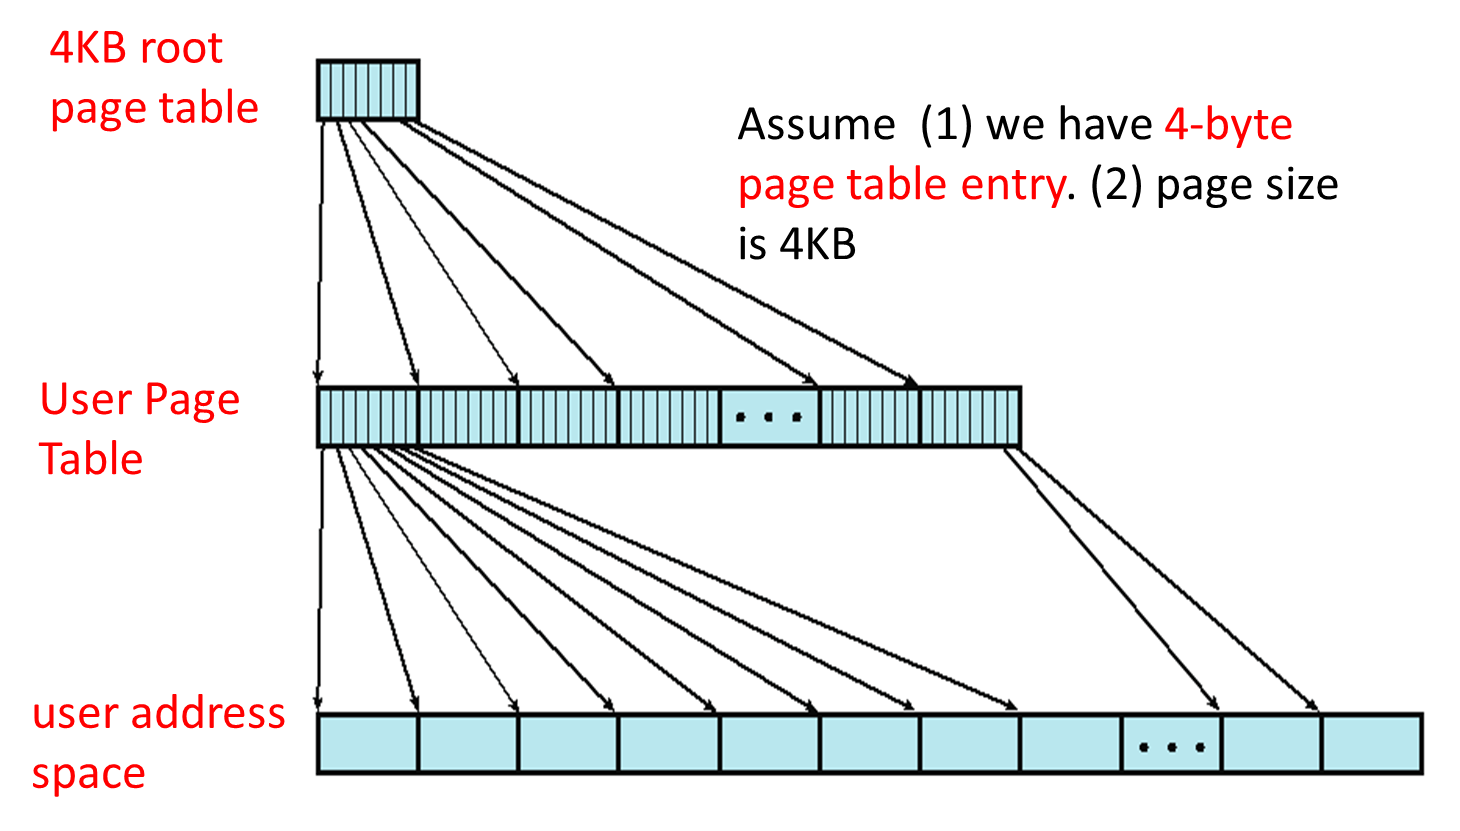 4KB root
page table
Assume (1) we have 4-byte
page table entry. (2) page size
is 4KB
User Page
Table
user address
space